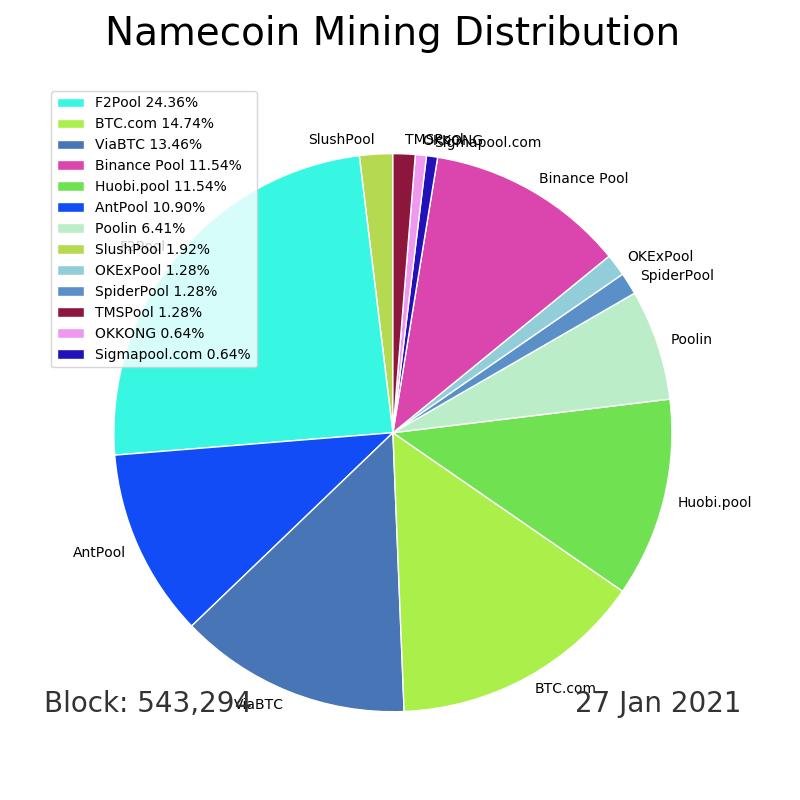 Namecoin Mining Distribution
F2Pool 24.36%
BTC.com 14.74%
ViaBTC 13.46%
Binance Pool 11.54%
Huobi.pool 11.54%
AntPool 10.90%
Poolin 6.41%
SlushPool 1.92%
OKExPool 1.28%
SpiderPool 1.28%
TMSPool 1.28%
OKKONG 0.64%
Sigmapool.com 0.64%
SlushPool
TMSPool
OKKONG
Sigmapool.com
Binance Pool
OKExPool
SpiderPool
Poolin
Huobi.pool
BTC.com
ViaBTC
AntPool
F2Pool
Block: 543,294
27 Jan 2021